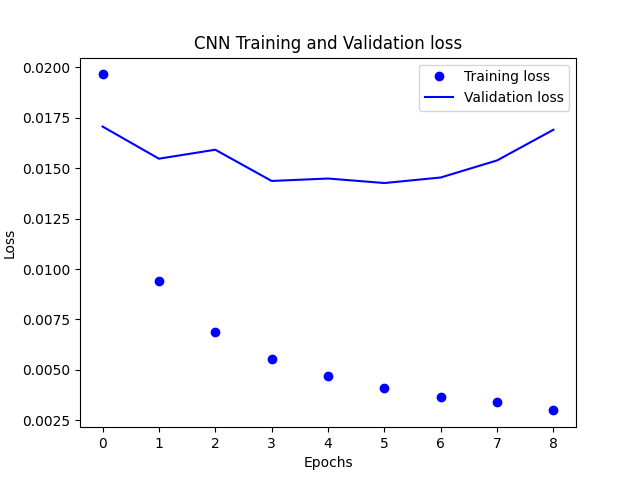 CNN Training and Validation loss
Training loss
Validation loss
0.0200
0.0175
0.0150
0.0125
0.0100
0.0075
0.0050
0.0025
Loss
0 1 2 3 4 5 6 7 8
Epochs